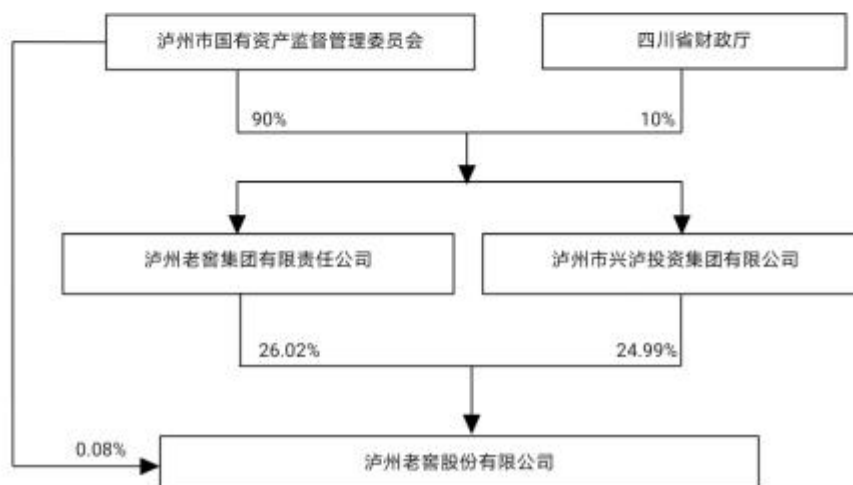 泸州市国有资产监督管理委员会
四川省财政厅
90%
10%
泸州老窖集团有限责任公司
泸州市兴泸投资集团有限公司
26.02%
24.99%
0.08%
泸州老窖股份有限公司